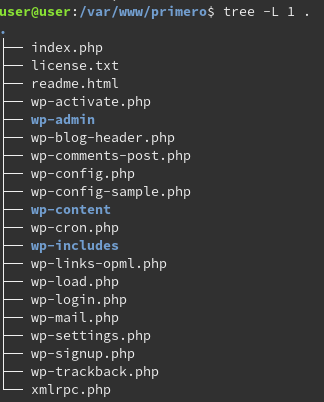 user@user:/var/www/primero$ tree -L 1 .
.
├── index.php
├── license.txt
├── readme.html
├── wp-activate.php
├── wp-admin
├── wp-blog-header.php
├── wp-comments-post.php
├── wp-config.php
├── wp-config-sample.php
├── wp-content
├── wp-cron.php
├── wp-includes
├── wp-links-opml.php
├── wp-load.php
├── wp-login.php
├── wp-mail.php
├── wp-settings.php
├── wp-signup.php
├── wp-trackback.php
└── xmlrpc.php